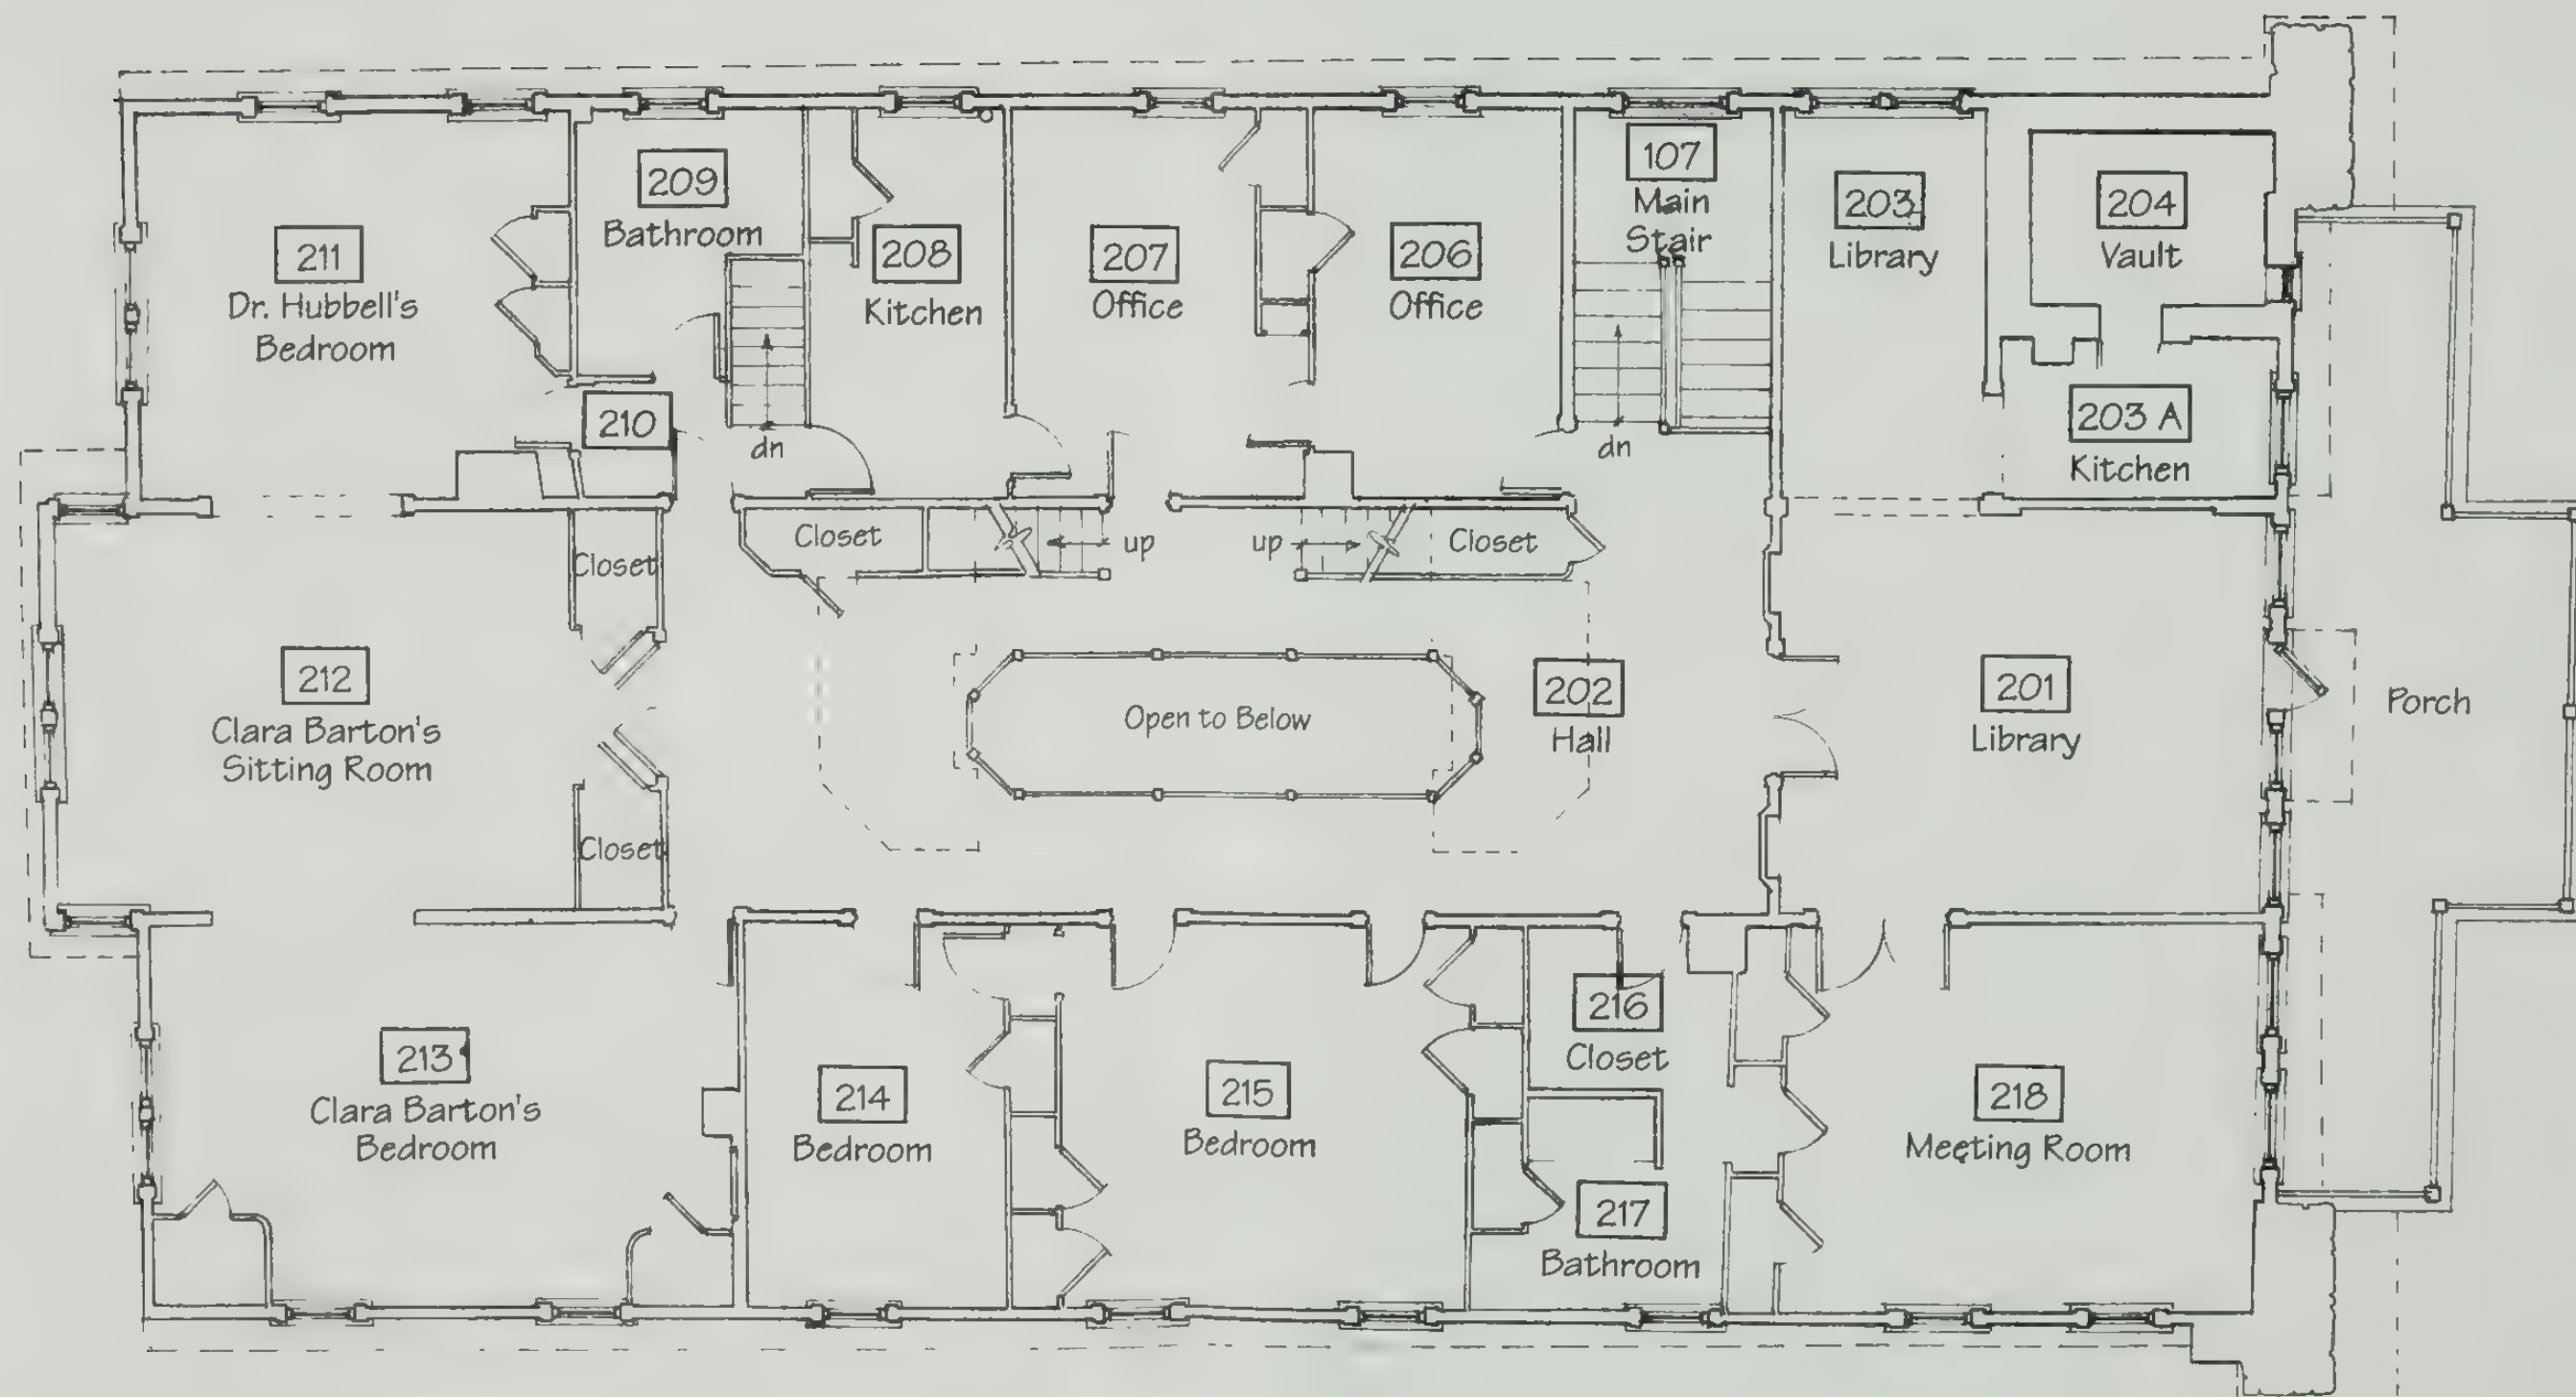 107
Main
Stair
209
Bathroom
203
Library
204
Vault
211
Dr. Hubbell's
Bedroom
208
Kitchen
207
Office
206
Office
210
203 A
Kitchen
dn
dn
Closet
up
up
Closet
Closet
212
Clara Barton's
Sitting Room
Open to Below
202
Hall
201
Library
Porch
Closet
216
Closet
213
Clara Barton's
Bedroom
214
Bedroom
215
Bedroom
218
Meeting Room
217
Bathroom